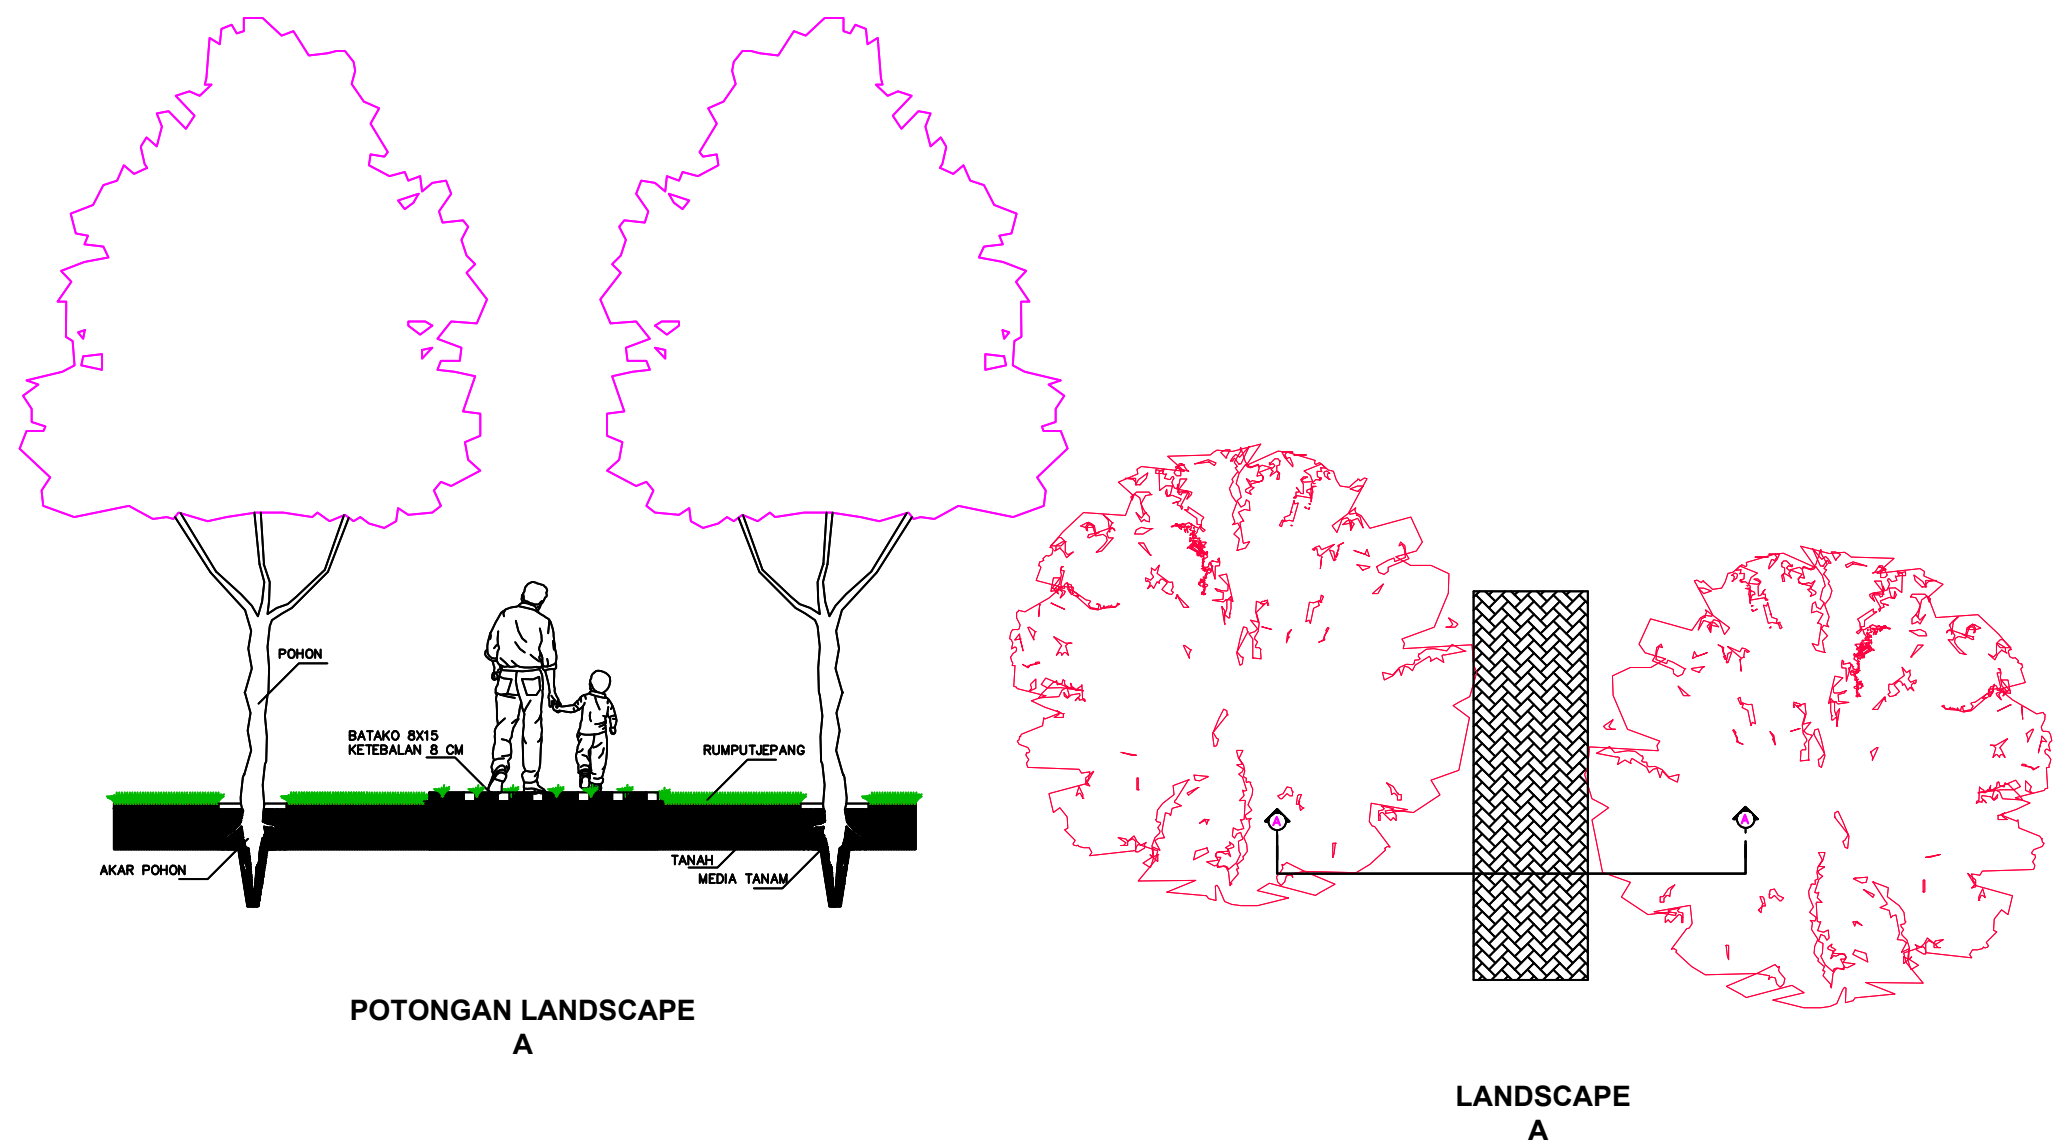 POHON
BATAKO 8X15
KETEBALAN 8 CM
RUMPUTJEPANG
AKAR POHON
TANAH
MEDIA TANAM
POTONGAN LANDSCAPE
A
A
A
LANDSCAPE
A